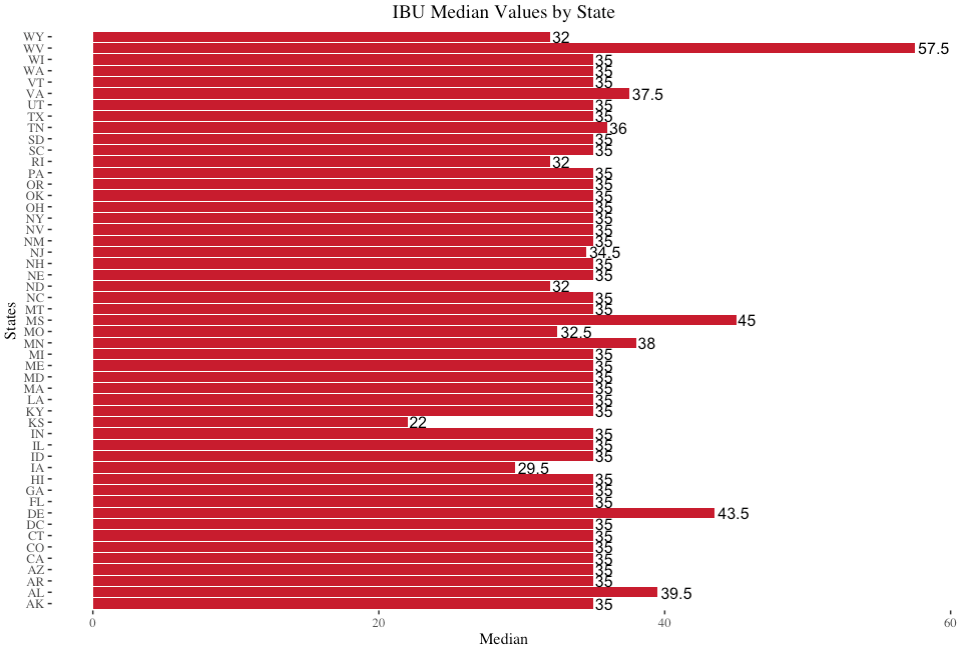 IBU Median Values by State
WY 32
WV 57.5
WI 35
WA 35
VT 35
VA 37.5
UT 35
TX 35
TN 36
SD 35
SC 35
RI 32
PA 35
OR 35
OK 35
OH 35
NY 35
NV 35
NM 35
NJ 34.5
NH 35
NE 35
ND 32
NC 35
MT 35
MS 45
MO 32.5
MN 38
MI 35
ME 35
MD 35
MA 35
LA 35
KY 35
KS 22
IN 35
IL 35
ID 35
IA 29.5
HI 35
GA 35
FL 35
DE 43.5
DC 35
CT 35
CO 35
CA 35
AZ 35
AR 35
AL 39.5
AK 35
States
0 20 40 60
Median